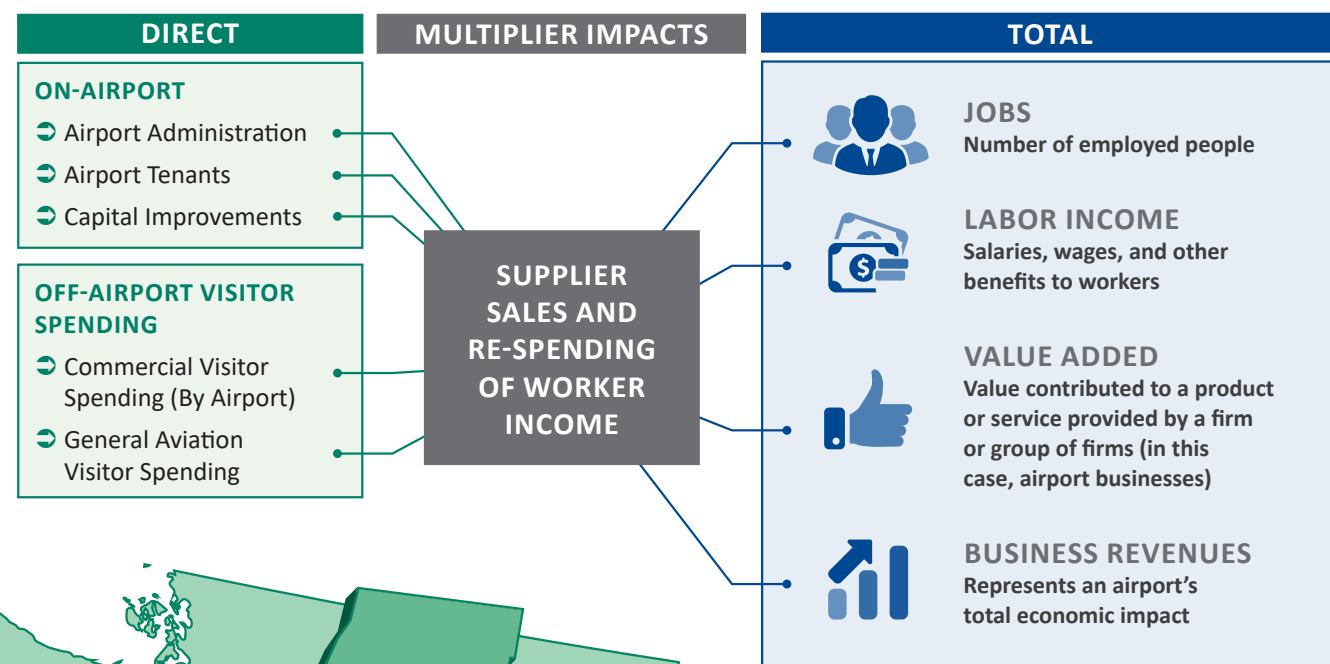 DIRECT
MULTIPLIER IMPACTS
TOTAL
ON-AIRPORT
Airport Administration
Airport Tenants
Capital Improvements
OFF-AIRPORT VISITOR
SPENDING
Commercial Visitor
Spending (By Airport)
General Aviation
Visitor Spending
SUPPLIER
SALES AND
RE-SPENDING
OF WORKER
INCOME
JOBS
Number of employed people
$
LABOR INCOME
Salaries, wages, and other
benefits to workers
VALUE ADDED
Value contributed to a product
or service provided by a firm
or group of firms (in this
case, airport businesses)
BUSINESS REVENUES
Represents an airport’s
total economic impact